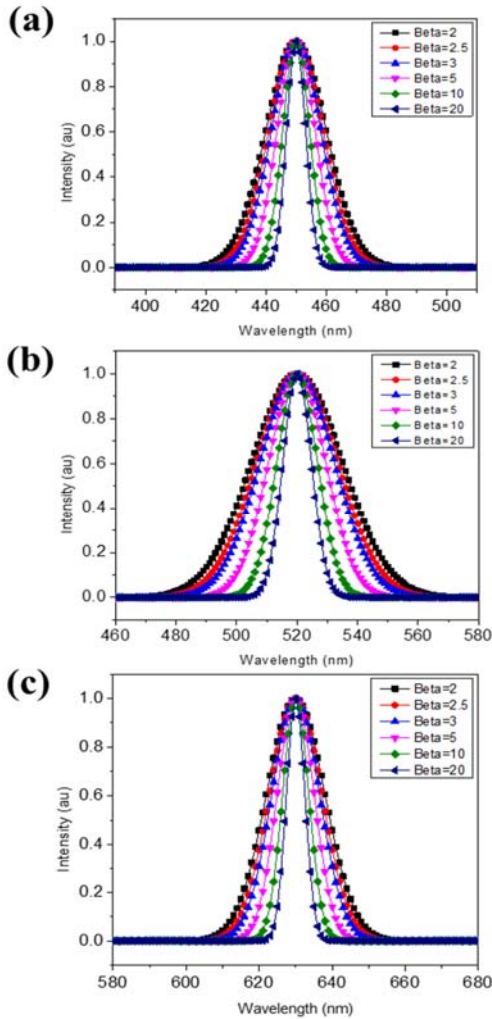 (a)
Intensity (au)
1.0
0.8
0.6
0.4
0.2
0.0
Beta=2
Beta=2.5
Beta=3
Beta=5
Beta=10
Beta=20
400 420 440 460 480 500
Wavelength (nm)
(b)
Intensity (au)
1.0
0.8
0.6
0.4
0.2
0.0
Beta=2
Beta=2.5
Beta=3
Beta=5
Beta=10
Beta=20
460 480 500 520 540 560 580
Wavelength (nm)
(c)
Intensity (au)
1.0
0.8
0.6
0.4
0.2
0.0
Beta=2
Beta=2.5
Beta=3
Beta=5
Beta=10
Beta=20
580 600 620 640 660 680
Wavelength (nm)